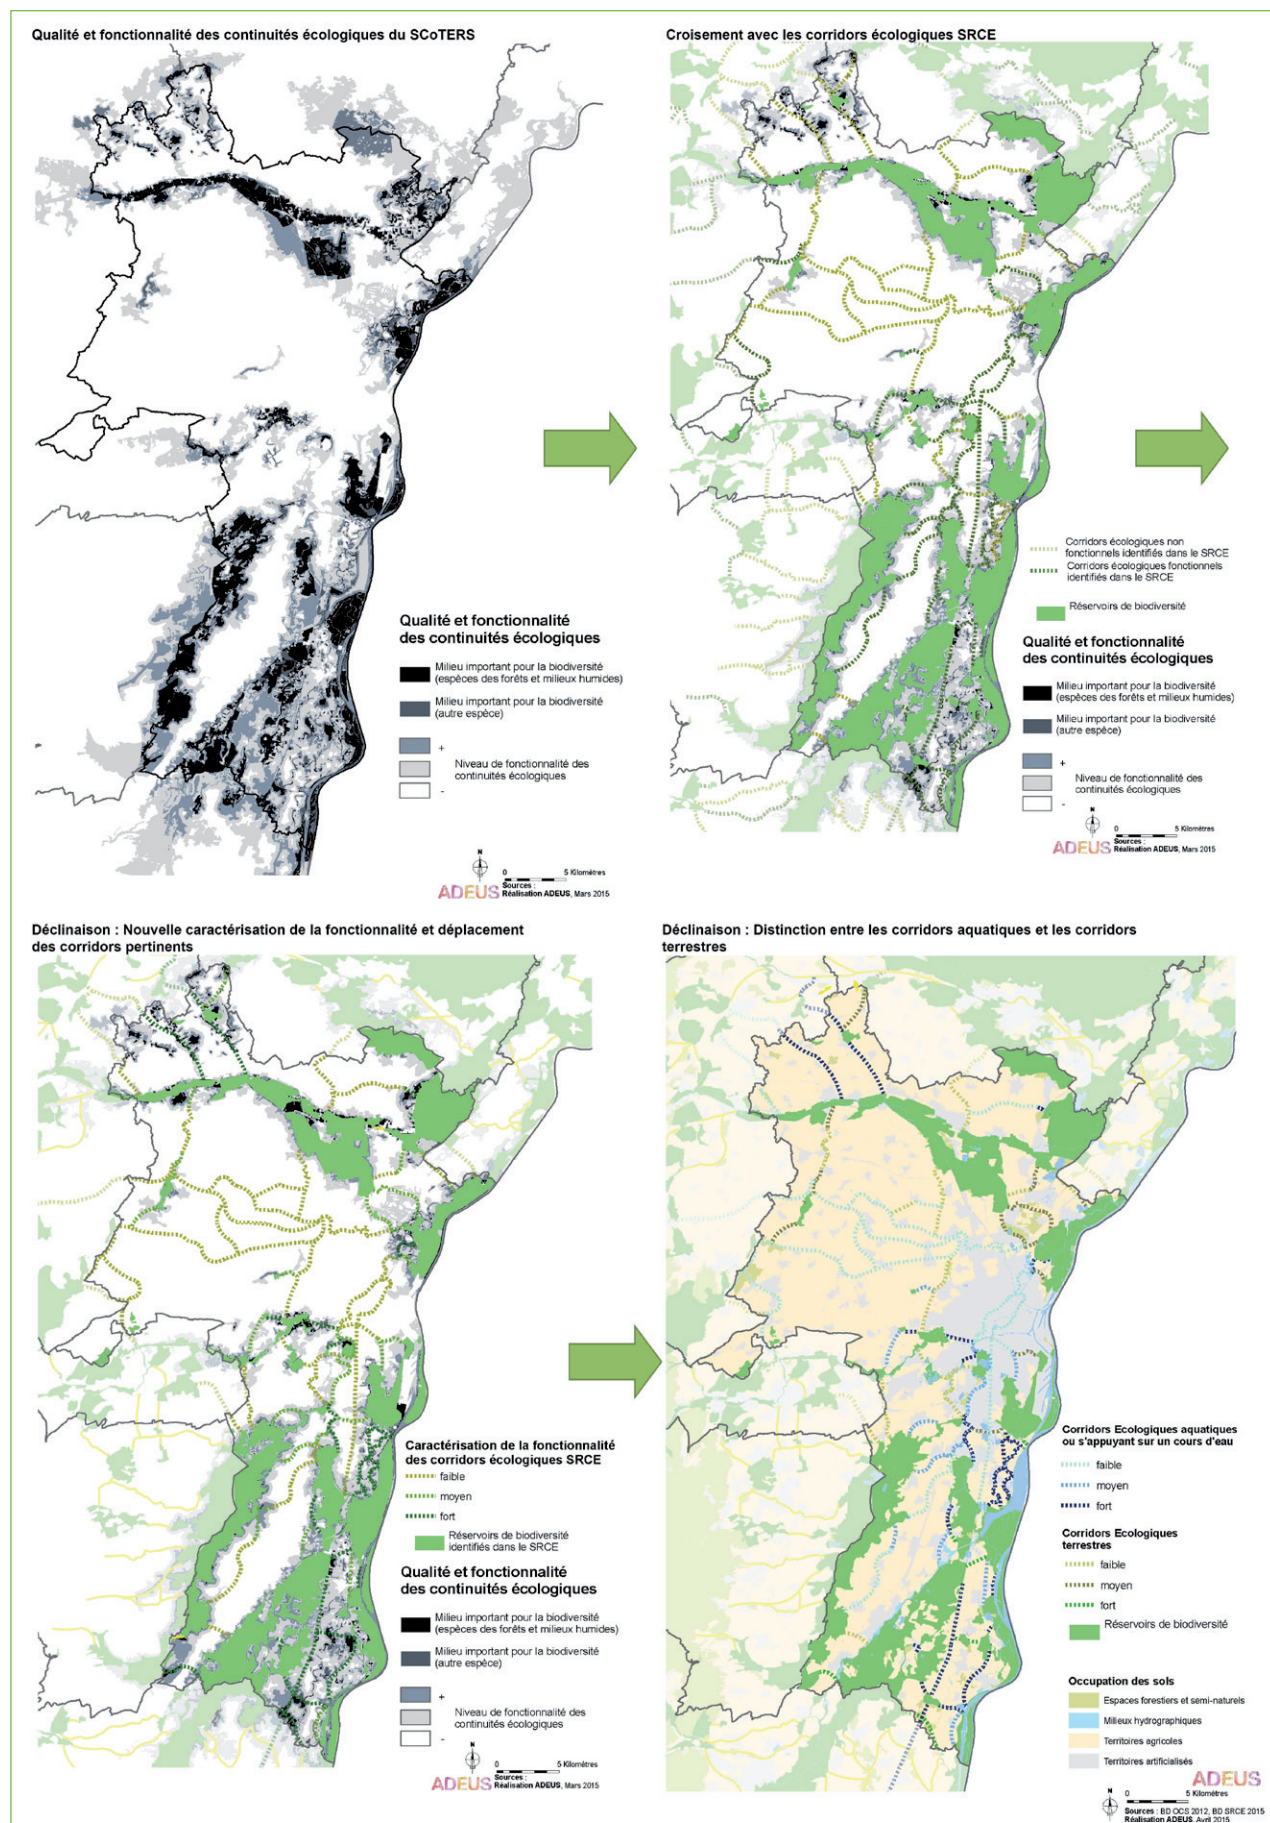 Qualité et fonctionnalité des continuités écologiques du SCoTERS
Qualité et fonctionnalité
des continuités écologiques
Milieu important pour la biodiversité
(espèces des forêts et milieux humides)
Milieu important pour la biodiversité
(autre espèce)
+
Niveau de fonctionnalité des
continuités écologiques
-
N
0 5 Kilomètres
ADEUS
Sources :
Réalisation ADEUS, Mars 2015
Croisement avec les corridors écologiques SRCE
Corridors écologiques non
fonctionnels identifiés dans le SRCE
Corridors écologiques fonctionnels
identifiés dans le SRCE
Réservoirs de biodiversité
Qualité et fonctionnalité
des continuités écologiques
Milieu important pour la biodiversité
(espèces des forêts et milieux humides)
Milieu important pour la biodiversité
(autre espèce)
+
Niveau de fonctionnalité des
continuités écologiques
-
N
0 5 Kilomètres
ADEUS
Sources :
Réalisation ADEUS, Mars 2015
Déclinaison : Nouvelle caractérisation de la fonctionnalité et déplacement
des corridors pertinents
Caractérisation de la fonctionnalité
des corridors écologiques SRCE
faible
moyen
fort
Réservoirs de biodiversité
identifiés dans le SRCE
Qualité et fonctionnalité
des continuités écologiques
Milieu important pour la biodiversité
(espèces des forêts et milieux humides)
Milieu important pour la biodiversité
(autre espèce)
+
Niveau de fonctionnalité des
continuités écologiques
-
N
0 5 Kilomètres
ADEUS
Sources :
Réalisation ADEUS, Mars 2015
Déclinaison : Distinction entre les corridors aquatiques et les corridors
terrestres
Corridors Ecologiques aquatiques
ou s'appuyant sur un cours d'eau
faible
moyen
fort
Corridors Ecologiques
terrestres
faible
moyen
fort
Réservoirs de biodiversité
Occupation des sols
Espaces forestiers et semi-naturels
Milieux hydrographiques
Territoires agricoles
Territoires artificialisés
ADEUS
N
0 5 Kilomètres
Sources : BD OCS 2012, BD SRCE 2015
Réalisation ADEUS, Avril 2015